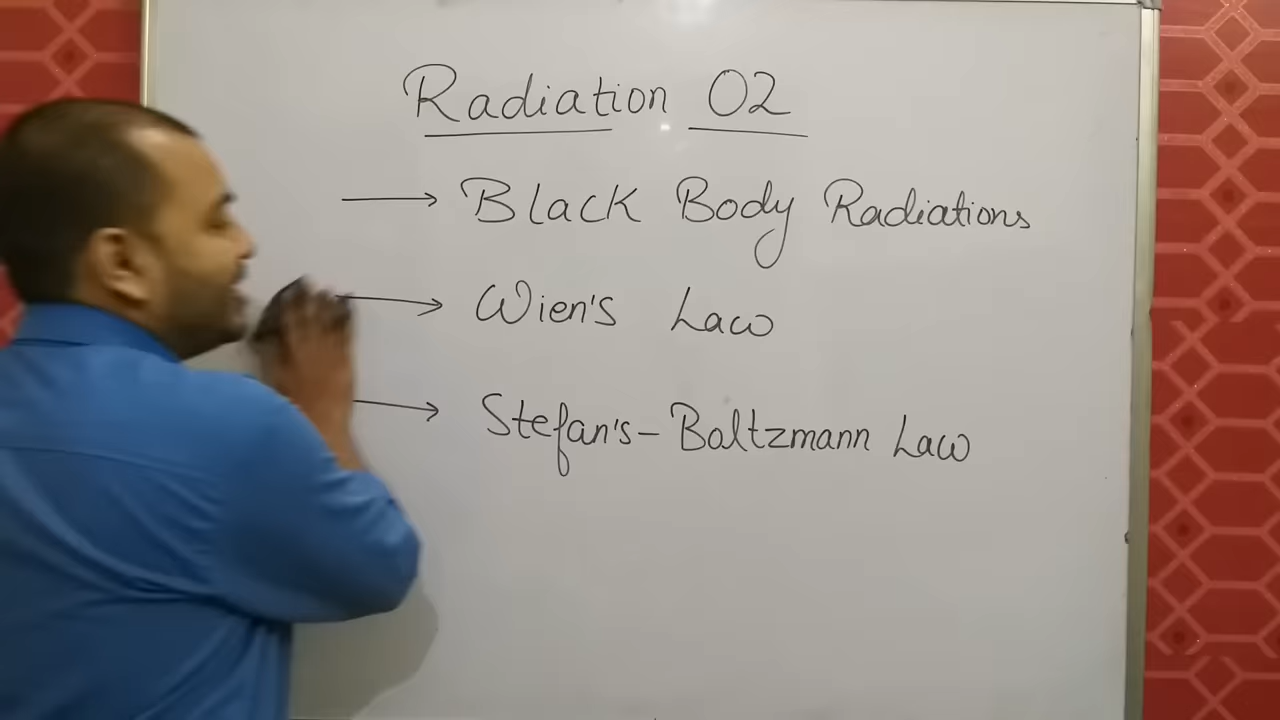 Radiation 02
→ Black Body Radiations
→ Wien's Law
→ Stefan's-Boltzmann Law